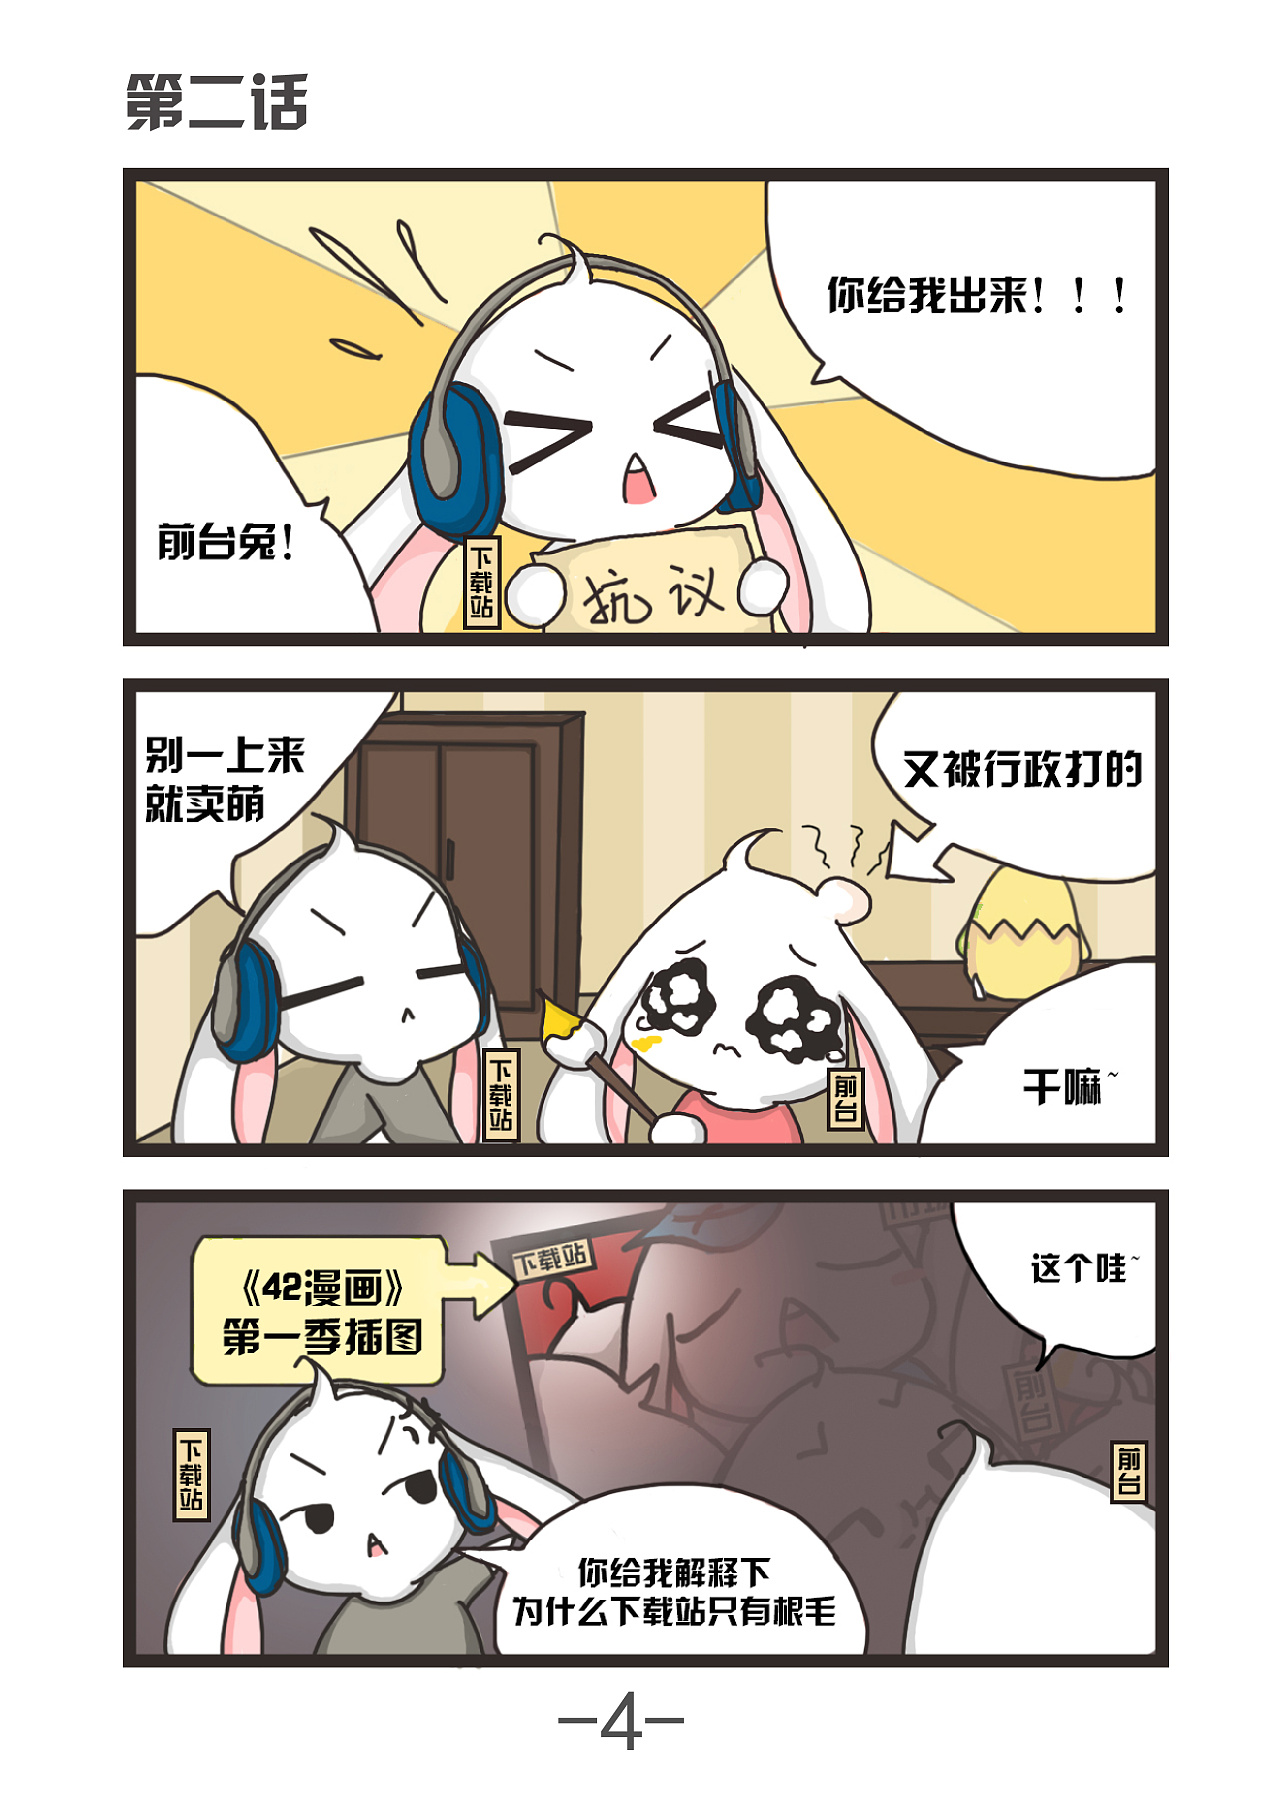 第二话
你给我出来！！！
前台兔！
下载站
抗议
别一上来
就卖萌
又被行政打的
干嘛~
下载站
前台
《42漫画》
第一季插图
下载站
这个哇~
前台
下载站
前台
你给我解释下
为什么下载站只有根毛
-4-